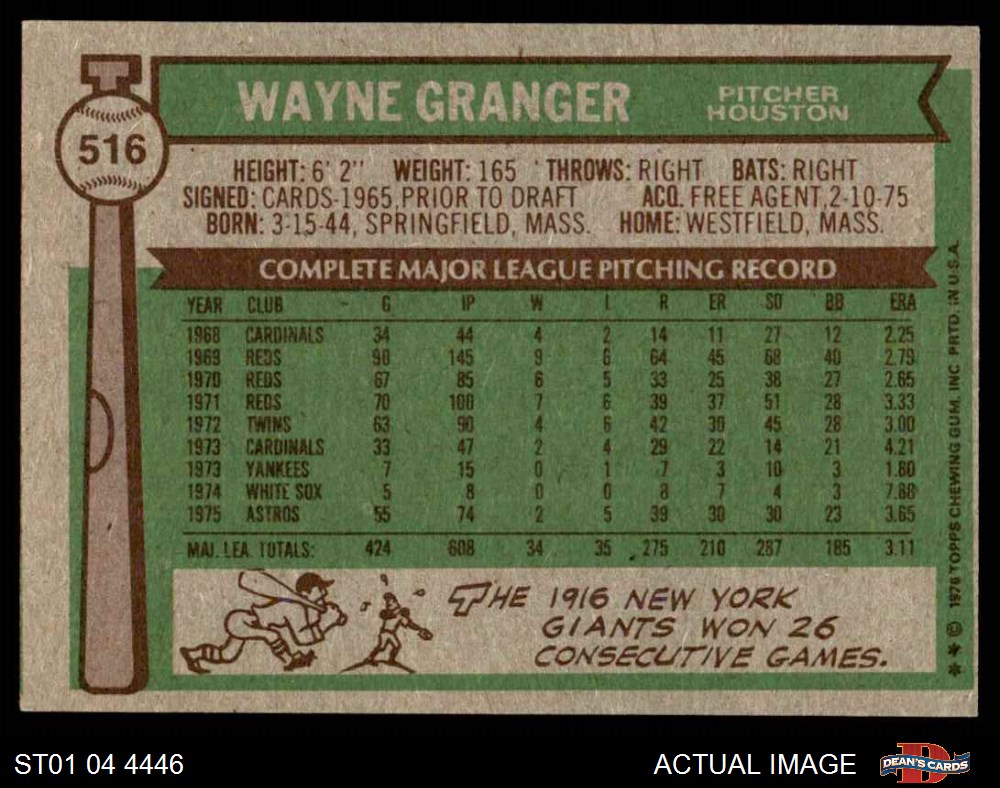 WAYNE GRANGER
PITCHER
HOUSTON
516
HEIGHT: 6' 2" WEIGHT: 165 THROWS: RIGHT BATS: RIGHT
SIGNED: CARDS-1965, PRIOR TO DRAFT ACQ. FREE AGENT, 2-10-75
BORN: 3-15-44, SPRINGFIELD, MASS. HOME: WESTFIELD, MASS.
COMPLETE MAJOR LEAGUE PITCHING RECORD
YEAR CLUB G IP W L R ER SO BB ERA
1968 CARDINALS 34 44 4 2 14 11 27 12 2.25
1969 REDS 90 145 9 6 64 45 68 40 2.79
1970 REDS 67 85 6 5 33 25 38 27 2.65
1971 REDS 70 100 7 6 39 37 51 28 3.33
1972 TWINS 63 90 4 6 42 30 45 28 3.00
1973 CARDINALS 33 47 2 4 29 22 14 21 4.21
1973 YANKEES 7 15 0 1 7 3 10 3 1.80
1974 WHITE SOX 5 8 0 0 8 7 4 3 7.88
1975 ASTROS 55 74 2 5 39 30 30 23 3.65
MAJ. LEA. TOTALS: 424 608 34 35 275 210 287 185 3.11
THE 1916 NEW YORK
GIANTS WON 26
CONSECUTIVE GAMES.
** © 1976 TOPPS CHEWING GUM, INC. PRTD. IN U.S.A.
ST01 04 4446
ACTUAL IMAGE
D
DEAN'S CARDS